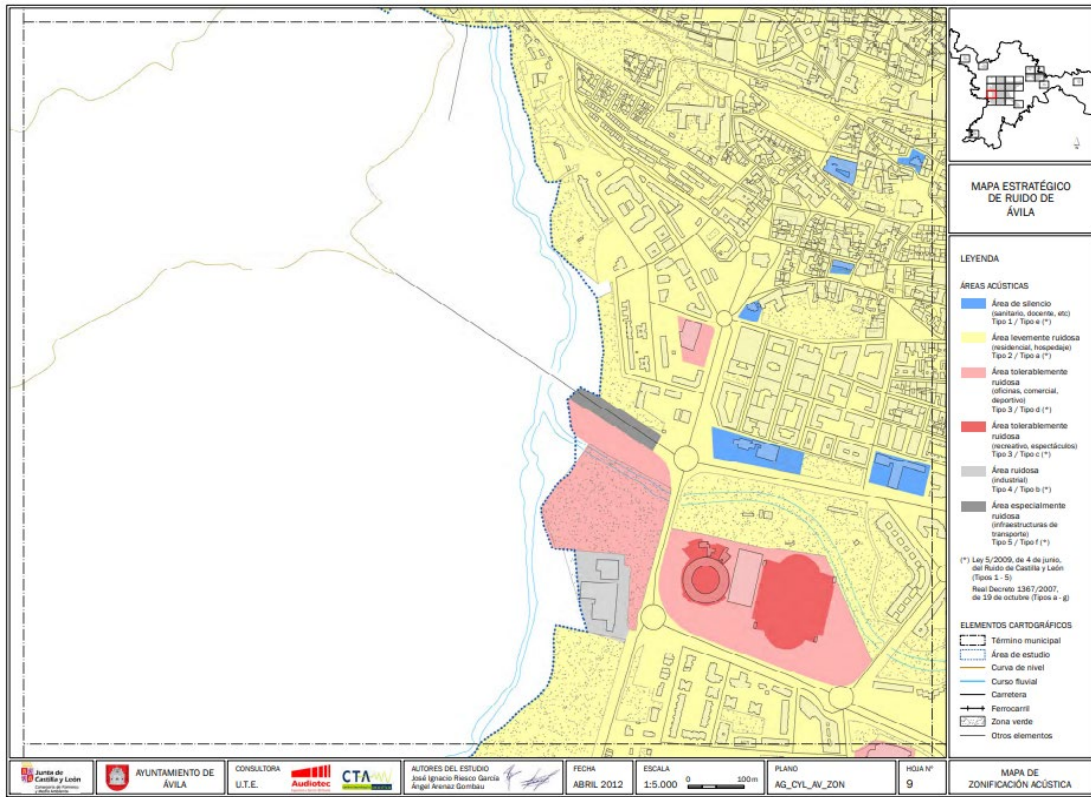 MAPA ESTRATÉGICO
DE RUIDO DE
ÁVILA
LEYENDA
ÁREAS ACÚSTICAS
Área de silencio
(sanitario, docente, etc)
Tipo 1 / Tipo e (*)
Área levemente ruidosa
(residencial, hospedaje)
Tipo 2 / Tipo a (*)
Área tolerablemente
ruidosa
(oficinas, comercial,
deportivo)
Tipo 3 / Tipo d (*)
Área tolerablemente
ruidosa
(recreativo, espectáculos)
Tipo 3 / Tipo c (*)
Área ruidosa
(industrial)
Tipo 4 / Tipo b (*)
Área especialmente
ruidosa
(infraestructuras de
transporte)
Tipo 5 / Tipo f (*)
(*) Ley 5/2009, de 4 de junio,
del Ruido de Castilla y León
(Tipos 1 - 5)
Real Decreto 1367/2007,
de 19 de octubre (Tipos a - g)
ELEMENTOS CARTOGRÁFICOS
Término municipal
Área de estudio
Curva de nivel
Curso fluvial
Carretera
Ferrocarril
Zona verde
Otros elementos
Junta de
Castilla y León
AYUNTAMIENTO DE
ÁVILA
CONSULTORA
U.T.E.
Audiotec
CTA
AUTORES DEL ESTUDIO
José Ignacio Riesco García
Ángel Arenaz Gombau
FECHA
ABRIL 2012
ESCALA
1:5.000
0 100m
PLANO
AG_CYL_AV_ZON
HOJA Nº
9
MAPA DE
ZONIFICACIÓN ACÚSTICA